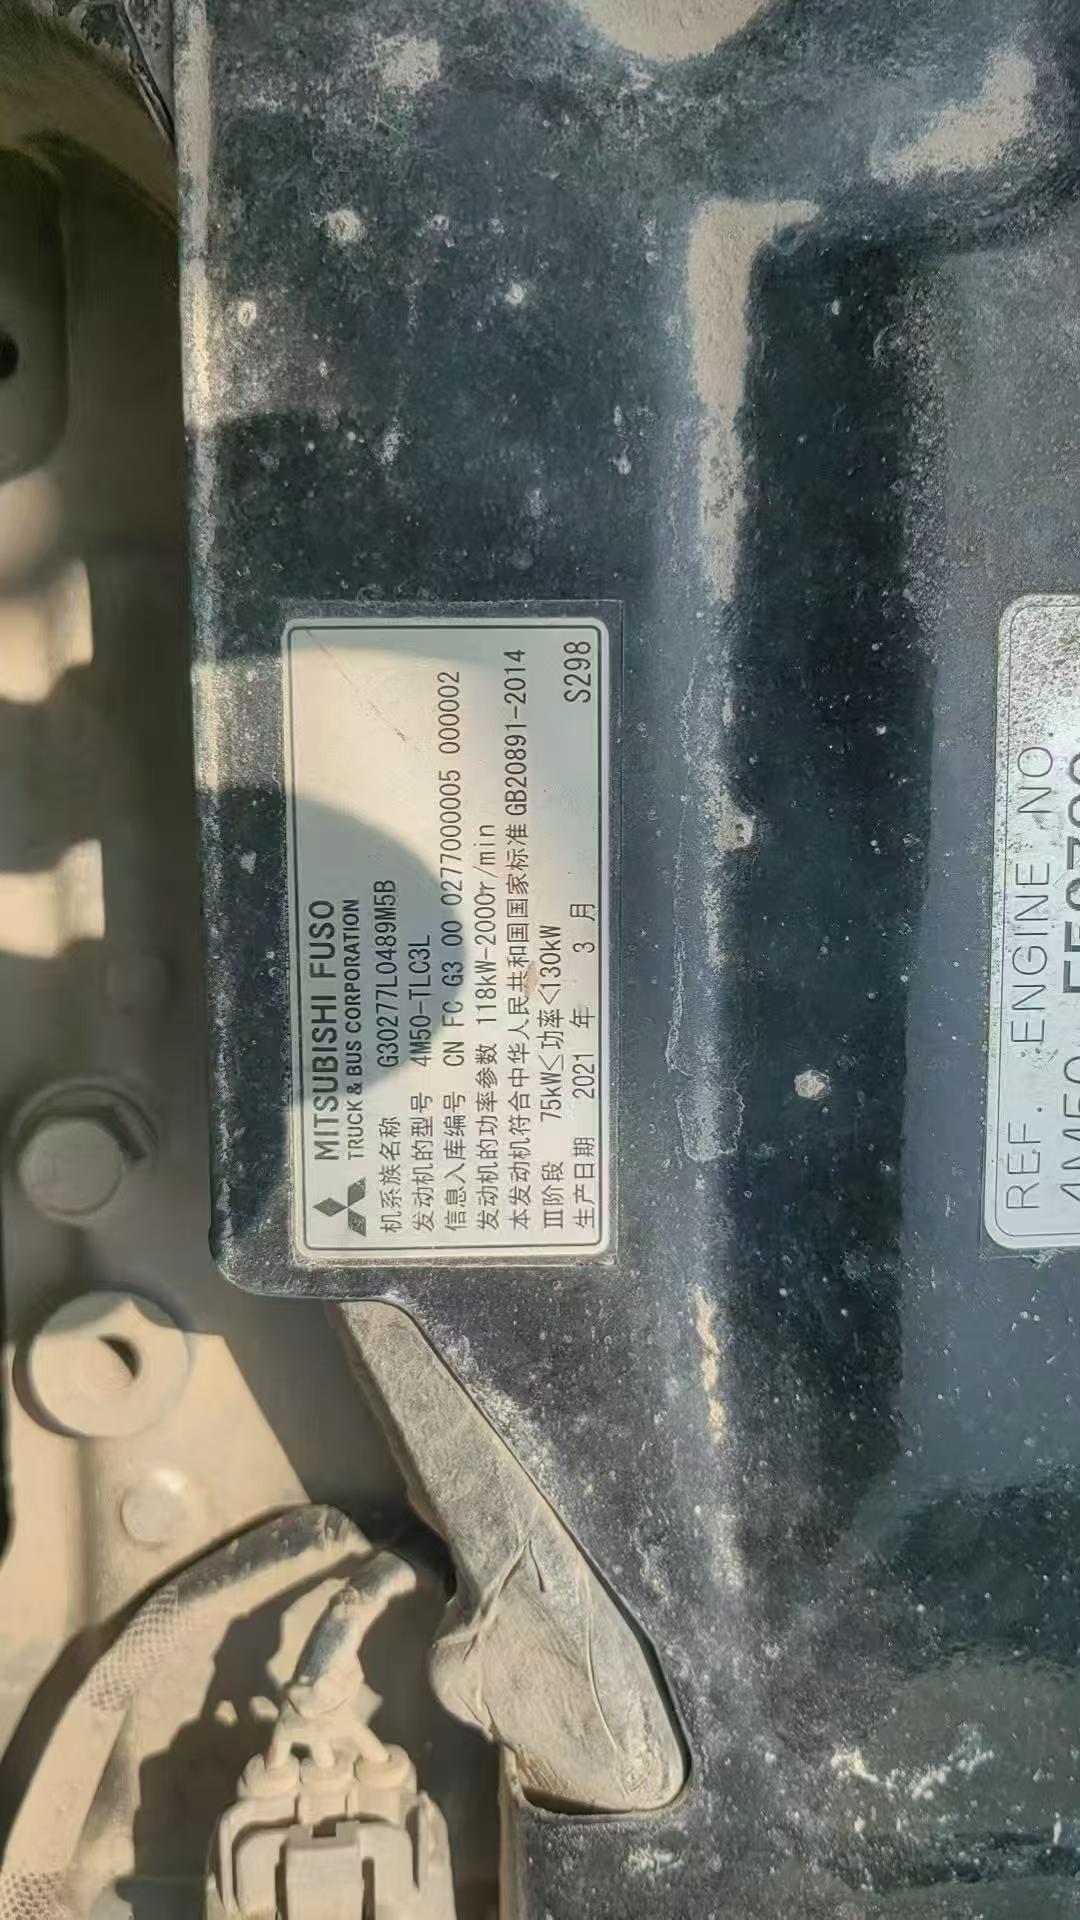 MITSUBISHI FUSO
TRUCK & BUS CORPORATION
机系族名称 G30277L0489M5B
发动机的型号 4M50-TLC3L
信息入库编号 CN FC G3 00 0277000005 000002
发动机的功率参数 118kW-2000r/min
本发动机符合中华人民共和国国家标准 GB20891-2014
III阶段 75kW≤功率<130kW
生产日期 2021 年 3 月 S298
REF. ENGINE NO.
4M50